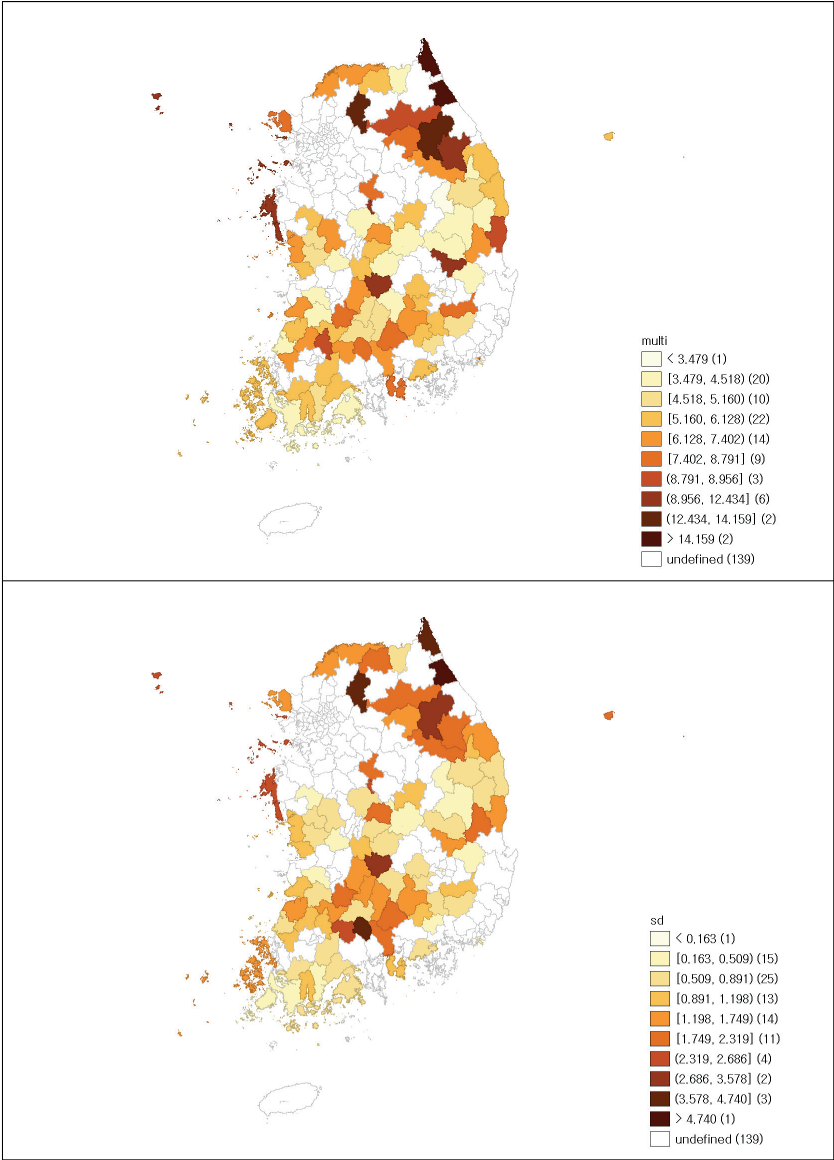 multi
< 3.479 (1)
[3.479, 4.518) (20)
[4.518, 5.160) (10)
[5.160, 6.128) (22)
[6.128, 7.402) (14)
[7.402, 8.791] (9)
(8.791, 8.956] (3)
(8.956, 12.434] (6)
(12.434, 14.159] (2)
> 14.159 (2)
undefined (139)
sd
< 0.163 (1)
[0.163, 0.509) (15)
[0.509, 0.891) (25)
[0.891, 1.198) (13)
[1.198, 1.749) (14)
[1.749, 2.319] (11)
(2.319, 2.686] (4)
(2.686, 3.578] (2)
(3.578, 4.740] (3)
> 4.740 (1)
undefined (139)